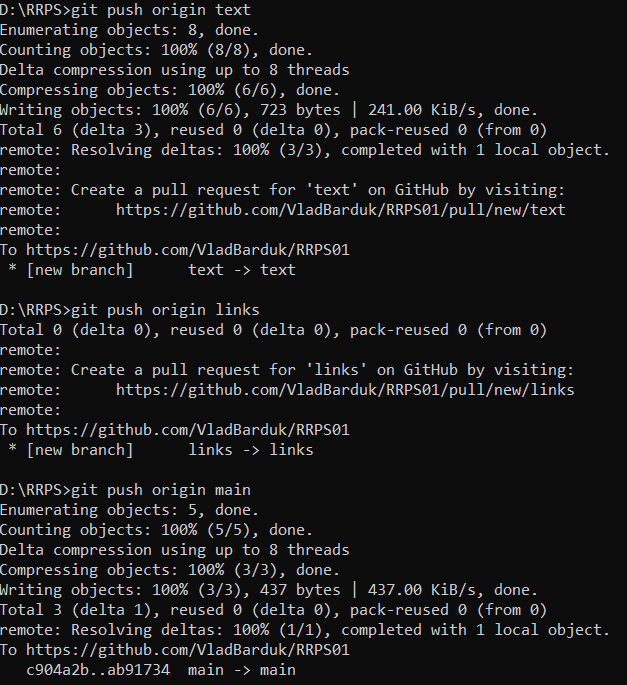 D:\RRPS>git push origin text
Enumerating objects: 8, done.
Counting objects: 100% (8/8), done.
Delta compression using up to 8 threads
Compressing objects: 100% (6/6), done.
Writing objects: 100% (6/6), 723 bytes | 241.00 KiB/s, done.
Total 6 (delta 3), reused 0 (delta 0), pack-reused 0 (from 0)
remote: Resolving deltas: 100% (3/3), completed with 1 local object.
remote:
remote: Create a pull request for 'text' on GitHub by visiting:
remote:      https://github.com/VladBarduk/RRPS01/pull/new/text
remote:
To https://github.com/VladBarduk/RRPS01
 * [new branch]      text -> text

D:\RRPS>git push origin links
Total 0 (delta 0), reused 0 (delta 0), pack-reused 0 (from 0)
remote:
remote: Create a pull request for 'links' on GitHub by visiting:
remote:      https://github.com/VladBarduk/RRPS01/pull/new/links
remote:
To https://github.com/VladBarduk/RRPS01
 * [new branch]      links -> links

D:\RRPS>git push origin main
Enumerating objects: 5, done.
Counting objects: 100% (5/5), done.
Delta compression using up to 8 threads
Compressing objects: 100% (3/3), done.
Writing objects: 100% (3/3), 437 bytes | 437.00 KiB/s, done.
Total 3 (delta 1), reused 0 (delta 0), pack-reused 0 (from 0)
remote: Resolving deltas: 100% (1/1), completed with 1 local object.
To https://github.com/VladBarduk/RRPS01
   c904a2b..ab91734  main -> main